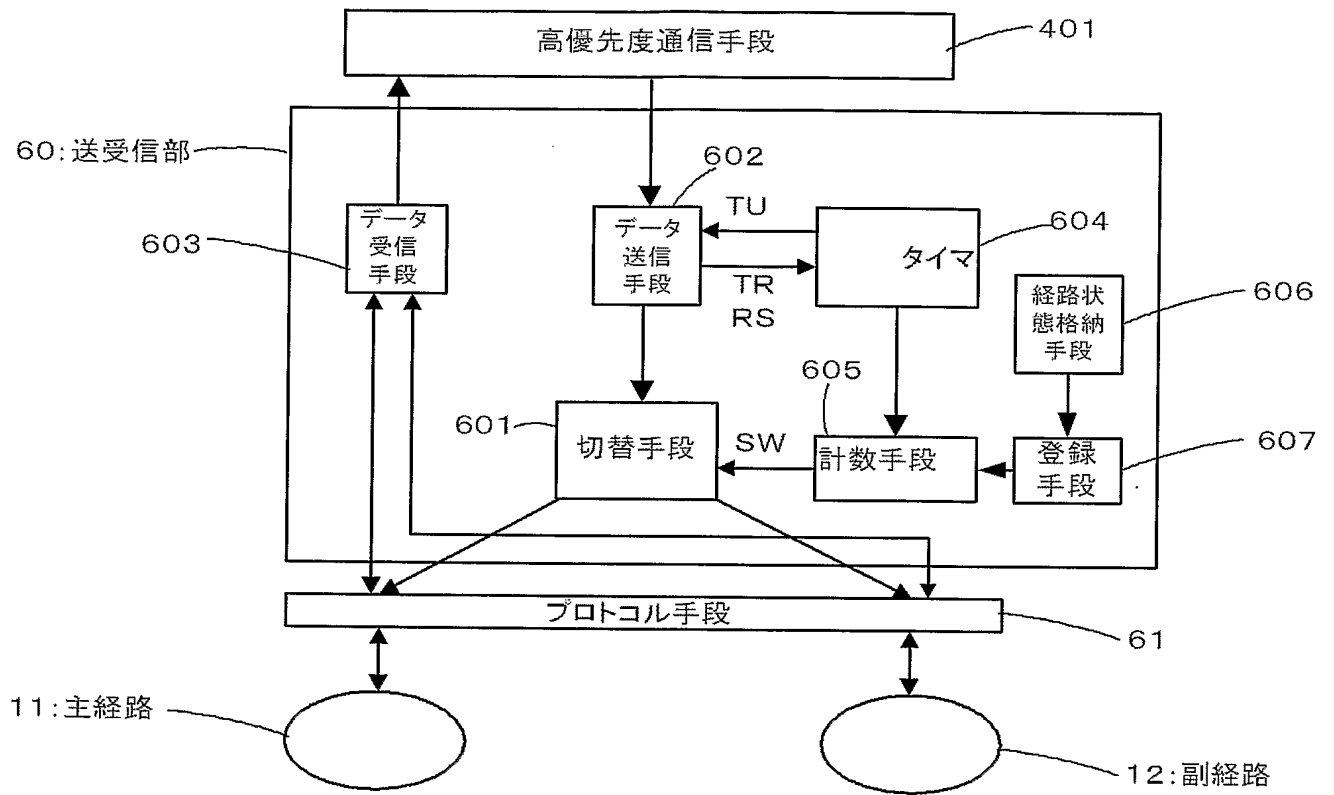 高優先度通信手段
401
60:送受信部
602
データ
送信
手段
TU
TR
RS
604
タイマ
データ
受信
手段
603
経路状
態格納
手段
606
605
601
切替手段
SW
計数手段
登録
手段
607
プロトコル手段
61
11:主経路
12:副経路